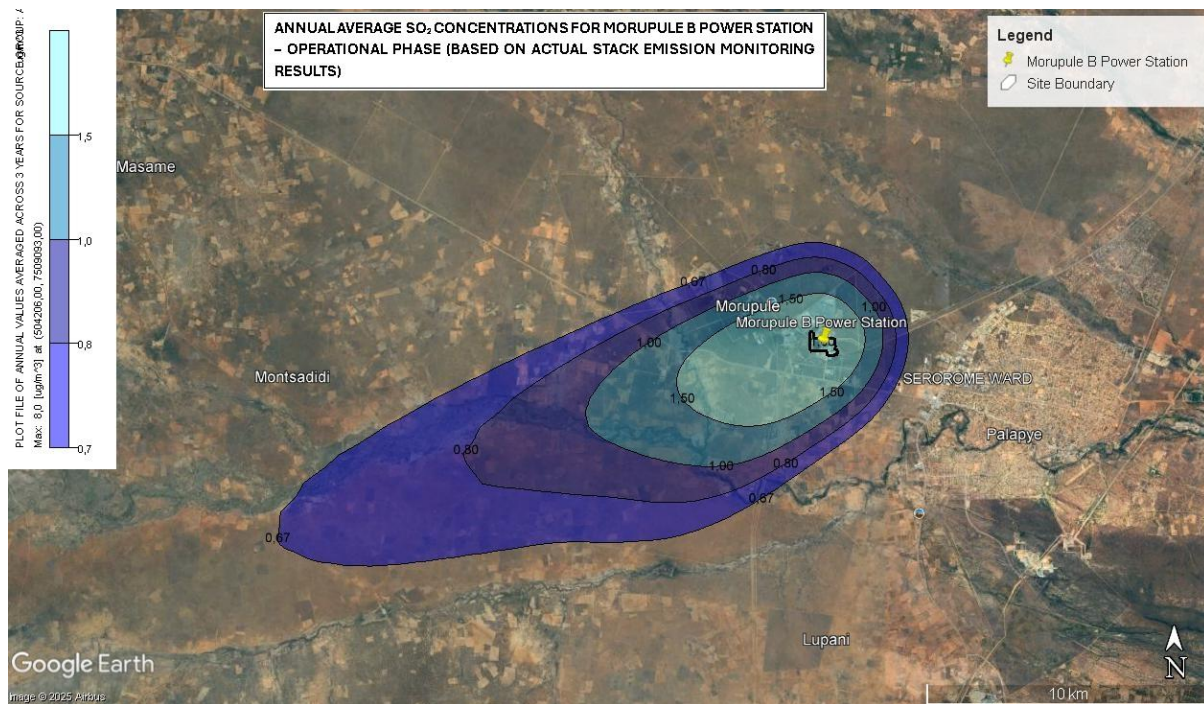 ANNUAL AVERAGE SO₂ CONCENTRATIONS FOR MORUPULE B POWER STATION
– OPERATIONAL PHASE (BASED ON ACTUAL STACK EMISSION MONITORING
RESULTS)
Legend
Morupule B Power Station
Site Boundary
PLOT FILE OF ANNUAL VALUES AVERAGED ACROSS 3 YEARS FOR SOURCE GROUP: A
Max: 8,0 [ug/m^3] at (504206,00, 7509093,00)
1,5
1,0
0,8
0,7
Masame
0,67
0,80
1,50
1,00
Morupule
Morupule B Power Station
1,00
Montsadidi
1,50
1,50
SEROROME WARD
Palapye
0,80
1,00
0,80
0,67
0,67
Lupani
N
10 km
Google Earth
Image © 2025 Airbus